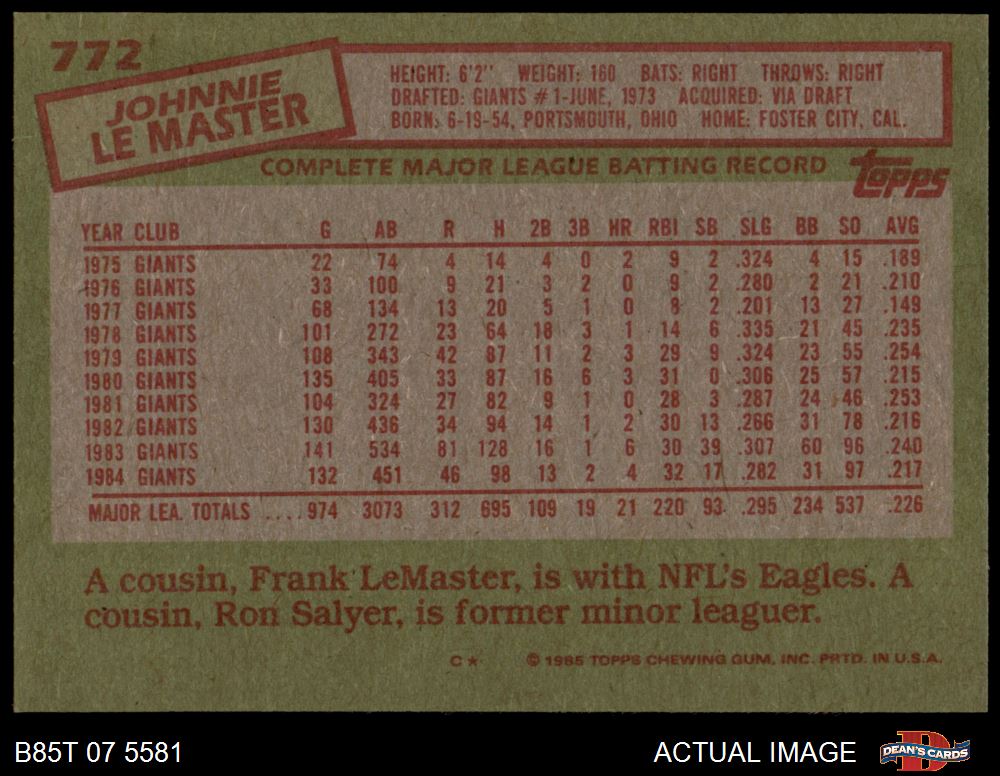 772
JOHNNIE
LE MASTER
HEIGHT: 6'2" WEIGHT: 160 BATS: RIGHT THROWS: RIGHT
DRAFTED: GIANTS #1-JUNE, 1973 ACQUIRED: VIA DRAFT
BORN: 6-19-54, PORTSMOUTH, OHIO HOME: FOSTER CITY, CAL.
COMPLETE MAJOR LEAGUE BATTING RECORD
TOPPS
YEAR CLUB G AB R H 2B 3B HR RBI SB SLG BB SO AVG
1975 GIANTS 22 74 4 14 4 0 2 9 2 .324 4 15 .189
1976 GIANTS 33 100 9 21 3 2 0 9 2 .280 2 21 .210
1977 GIANTS 68 134 13 20 5 1 0 8 2 .201 13 27 .149
1978 GIANTS 101 272 23 64 18 3 1 14 6 .335 21 45 .235
1979 GIANTS 108 343 42 87 11 2 3 29 9 .324 23 55 .254
1980 GIANTS 135 405 33 87 16 6 3 31 0 .306 25 57 .215
1981 GIANTS 104 324 27 82 9 1 0 28 3 .287 24 46 .253
1982 GIANTS 130 436 34 94 14 1 2 30 13 .266 31 78 .216
1983 GIANTS 141 534 81 128 16 1 6 30 39 .307 60 96 .240
1984 GIANTS 132 451 46 98 13 2 4 32 17 .282 31 97 .217
MAJOR LEA. TOTALS ....974 3073 312 695 109 19 21 220 93 .295 234 537 .226
A cousin, Frank LeMaster, is with NFL's Eagles. A
cousin, Ron Salyer, is former minor leaguer.
C★ © 1985 TOPPS CHEWING GUM, INC. PRTD. IN U.S.A.
B85T 07 5581 ACTUAL IMAGE DEAN'S CARDS